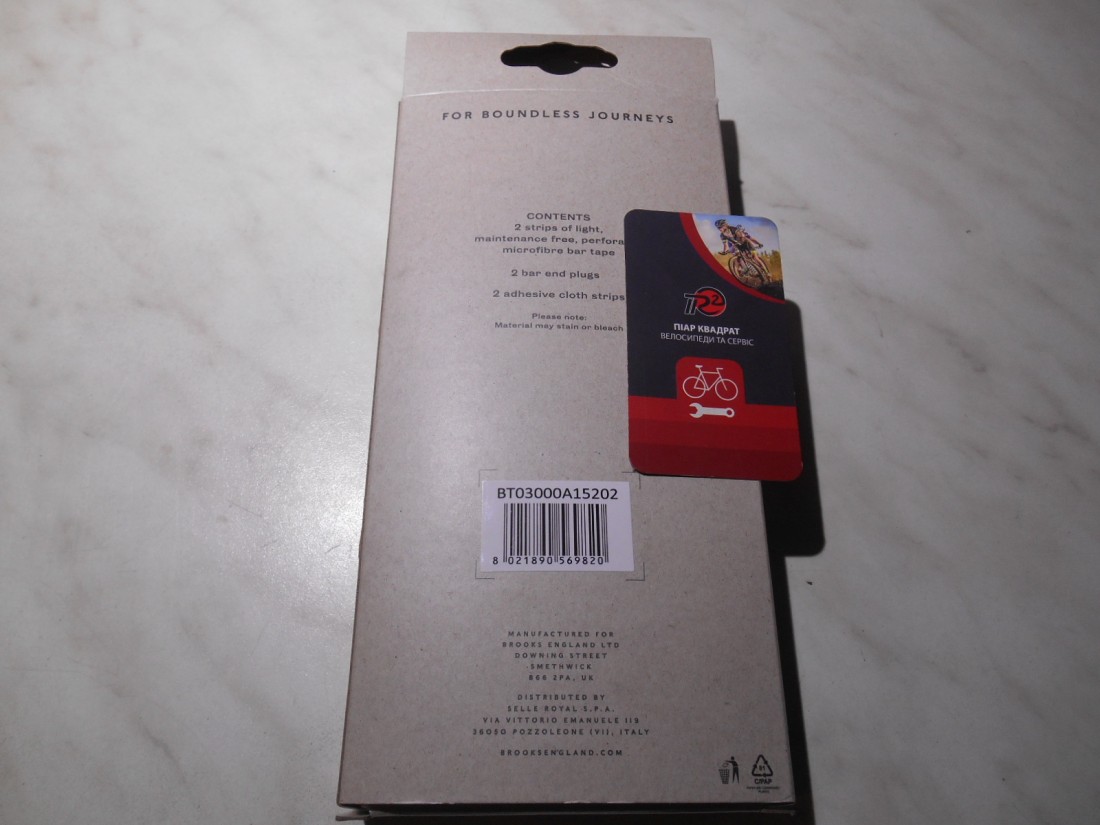 FOR BOUNDLESS JOURNEYS
CONTENTS
2 strips of light,
maintenance free, perfora
microfibre bar tape
2 bar end plugs
2 adhesive cloth strips
Please note:
Material may stain or bleach
ПІАР КВАДРАТ
ВЕЛОСИПЕДИ ТА СЕРВІС
BT03000A15202
8 021890 569820
MANUFACTURED FOR
BROOKS ENGLAND LTD
DOWNING STREET
SMETHWICK
B66 2PA, UK
DISTRIBUTED BY
SELLE ROYAL S.P.A.
VIA VITTORIO EMANUELE 119
36050 POZZOLEONE (VI), ITALY
BROOKSENGLAND.COM
C/PAP